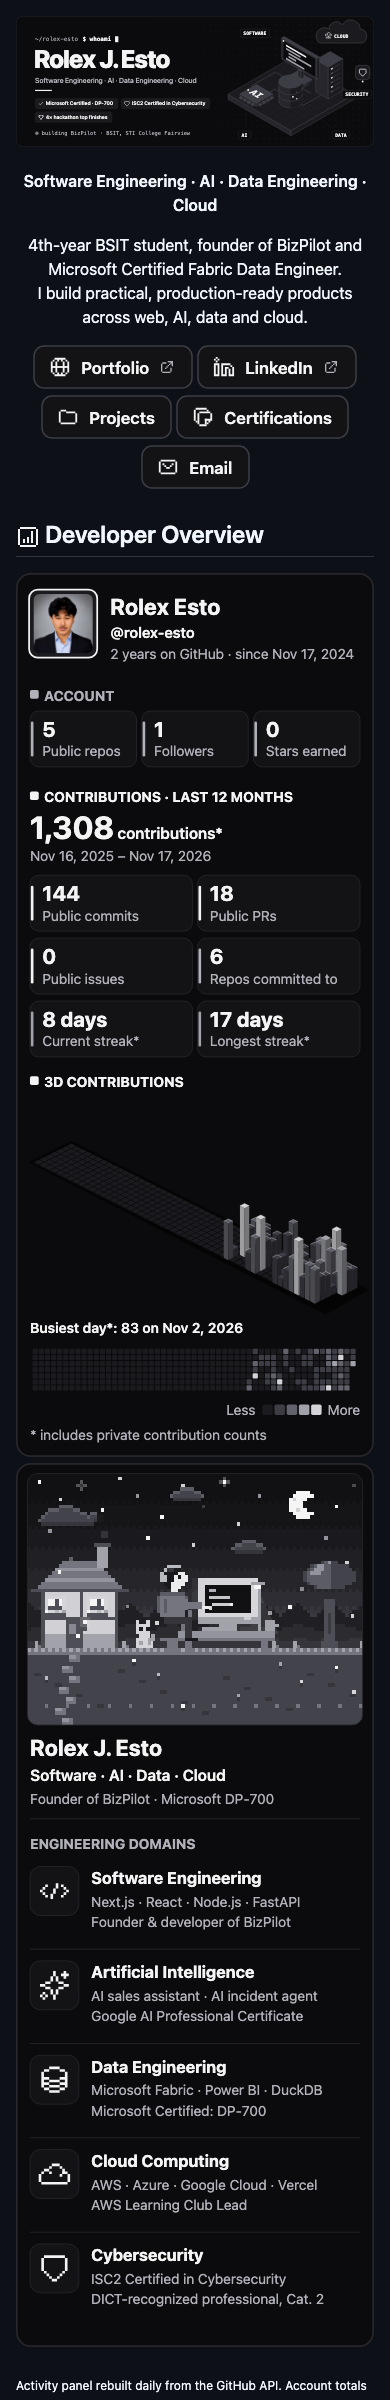 ~/rolex-esto $ whoami
Rolex J. Esto
Software Engineering · AI · Data Engineering · Cloud
Microsoft Certified · DP-700
ISC2 Certified in Cybersecurity
6x hackathon top finishes
building BizPilot · BSIT, STI College Fairview
SOFTWARE
CLOUD
SECURITY
AI
AI
DATA
Software Engineering · AI · Data Engineering ·
Cloud
4th-year BSIT student, founder of BizPilot and
Microsoft Certified Fabric Data Engineer.
I build practical, production-ready products
across web, AI, data and cloud.
Portfolio
LinkedIn
Projects
Certifications
Email
Developer Overview
Rolex Esto
@rolex-esto
2 years on GitHub · since Nov 17, 2024
ACCOUNT
5
Public repos
1
Followers
0
Stars earned
CONTRIBUTIONS · LAST 12 MONTHS
1,308 contributions*
Nov 16, 2025 – Nov 17, 2026
144
Public commits
18
Public PRs
0
Public issues
6
Repos committed to
8 days
Current streak*
17 days
Longest streak*
3D CONTRIBUTIONS
Busiest day*: 83 on Nov 2, 2026
Less
More
* includes private contribution counts
Rolex J. Esto
Software · AI · Data · Cloud
Founder of BizPilot · Microsoft DP-700
ENGINEERING DOMAINS
Software Engineering
Next.js · React · Node.js · FastAPI
Founder & developer of BizPilot
Artificial Intelligence
AI sales assistant · AI incident agent
Google AI Professional Certificate
Data Engineering
Microsoft Fabric · Power BI · DuckDB
Microsoft Certified: DP-700
Cloud Computing
AWS · Azure · Google Cloud · Vercel
AWS Learning Club Lead
Cybersecurity
ISC2 Certified in Cybersecurity
DICT-recognized professional, Cat. 2
Activity panel rebuilt daily from the GitHub API. Account totals